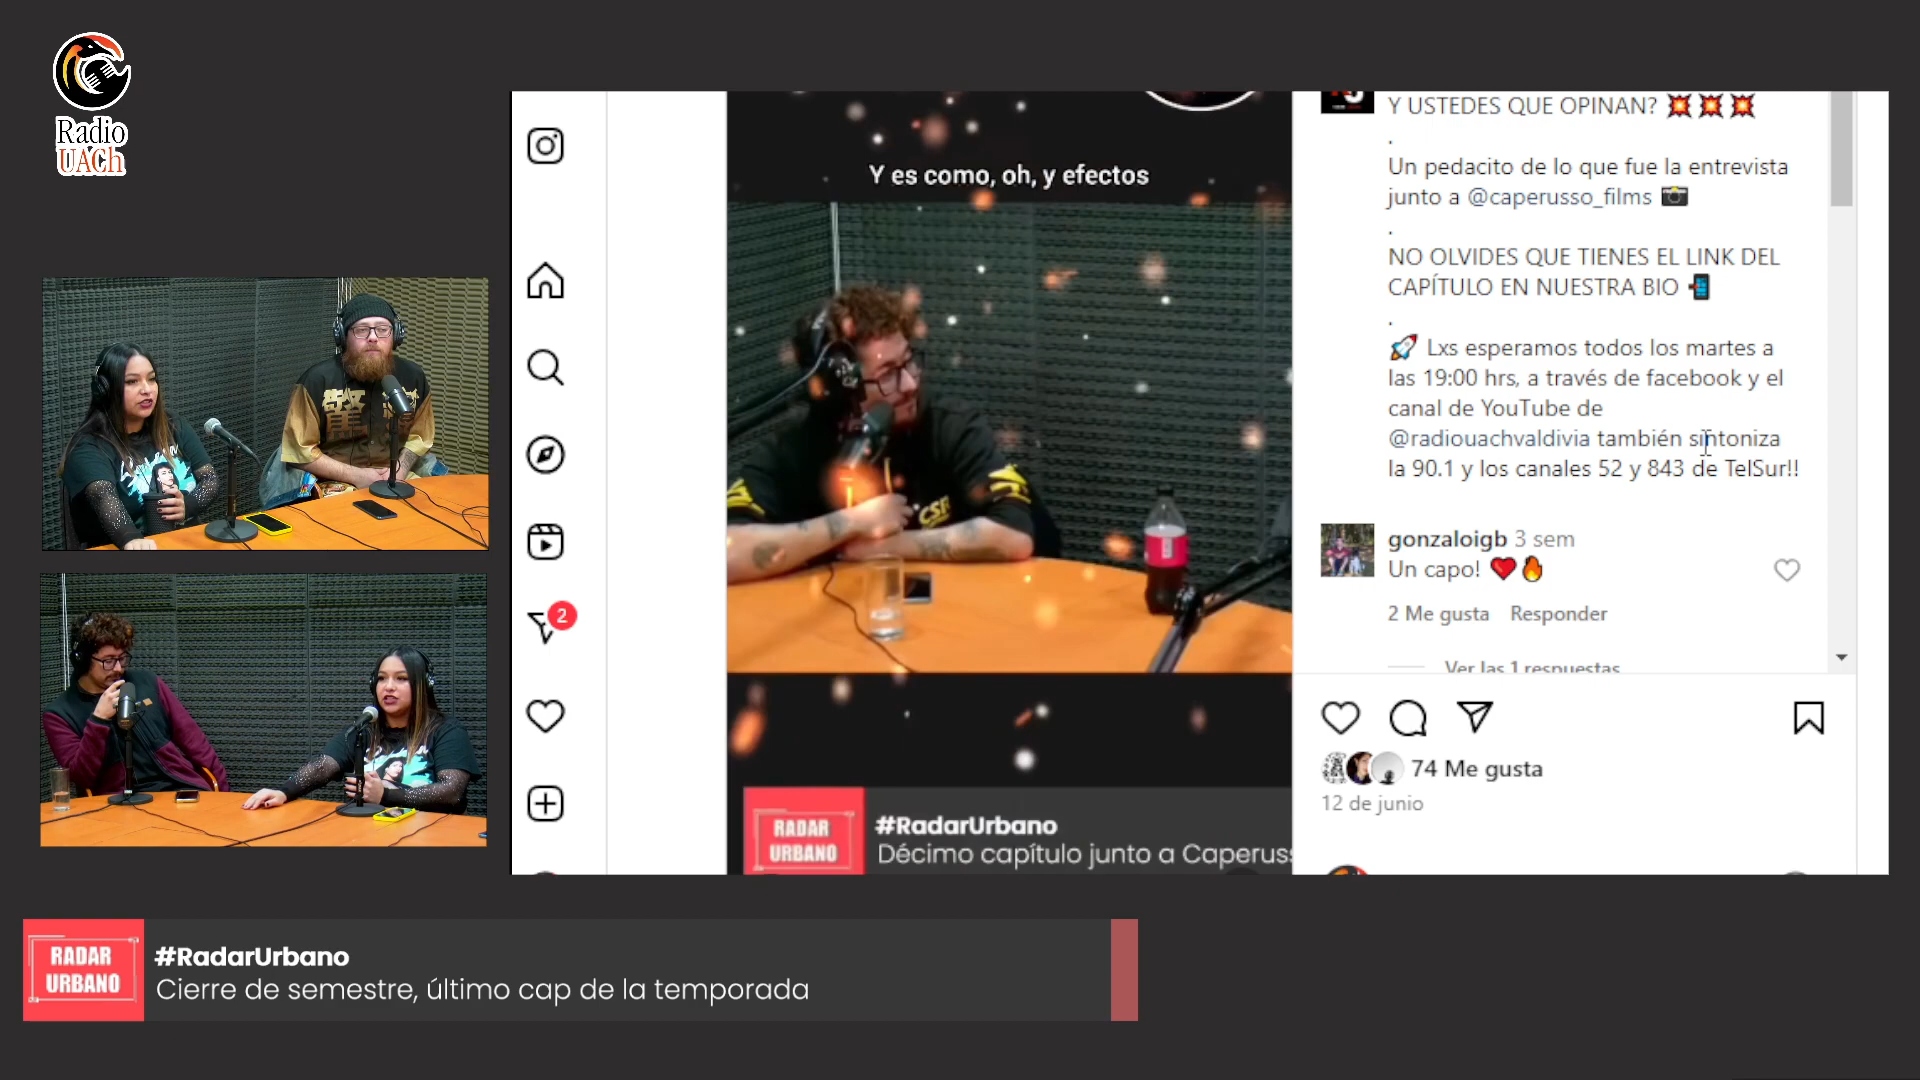 Radio
UACh
Y es como, oh, y efectos
CSF
RADAR
URBANO
#RadarUrbano
Décimo capítulo junto a Caperuss
Y USTEDES QUE OPINAN? 💥 💥 💥
.
Un pedacito de lo que fue la entrevista
junto a @caperusso_films 📷
.
NO OLVIDES QUE TIENES EL LINK DEL
CAPÍTULO EN NUESTRA BIO 📲
.
🚀 Lxs esperamos todos los martes a
las 19:00 hrs, a través de facebook y el
canal de YouTube de
@radiouachvaldivia también sintoniza
la 90.1 y los canales 52 y 843 de TelSur!!
gonzaloigb 3 sem
Un capo! ❤️🔥
2 Me gusta Responder
Ver las 1 respuestas
2
74 Me gusta
12 de junio
RADAR
URBANO
#RadarUrbano
Cierre de semestre, último cap de la temporada